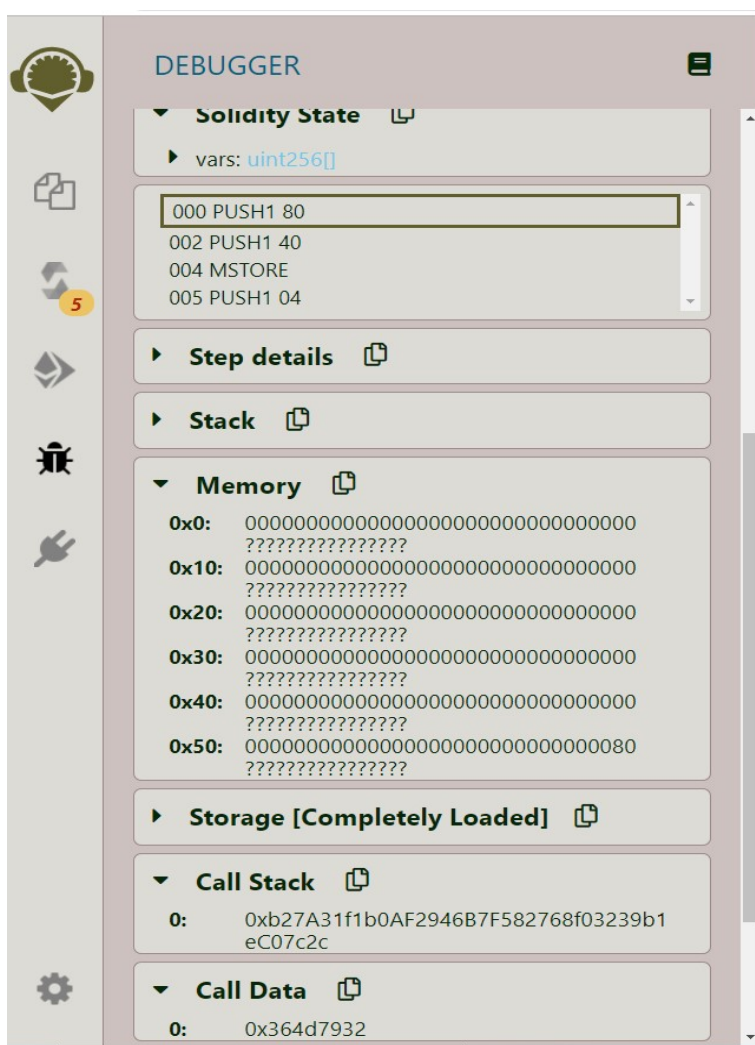 DEBUGGER
Solidity State
vars: uint256[]
000 PUSH1 80
002 PUSH1 40
004 MSTORE
005 PUSH1 04
5
Step details
Stack
Memory
0x0: 00000000000000000000000000000000
????????????????
0x10: 00000000000000000000000000000000
????????????????
0x20: 00000000000000000000000000000000
????????????????
0x30: 00000000000000000000000000000000
????????????????
0x40: 00000000000000000000000000000000
????????????????
0x50: 00000000000000000000000000000080
????????????????
Storage [Completely Loaded]
Call Stack
0: 0xb27A31f1b0AF2946B7F582768f03239b1
eC07c2c
Call Data
0: 0x364d7932